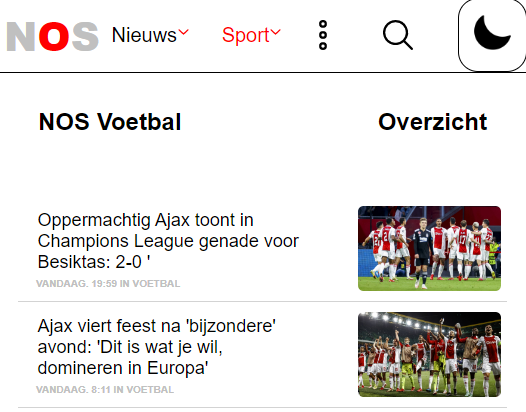 NOS Nieuws Sport
NOS Voetbal Overzicht
Oppermachtig Ajax toont in
Champions League genade voor
Besiktas: 2-0 '
VANDAAG. 19:59 IN VOETBAL
Ajax viert feest na 'bijzondere'
avond: 'Dit is wat je wil,
domineren in Europa'
VANDAAG. 8:11 IN VOETBAL